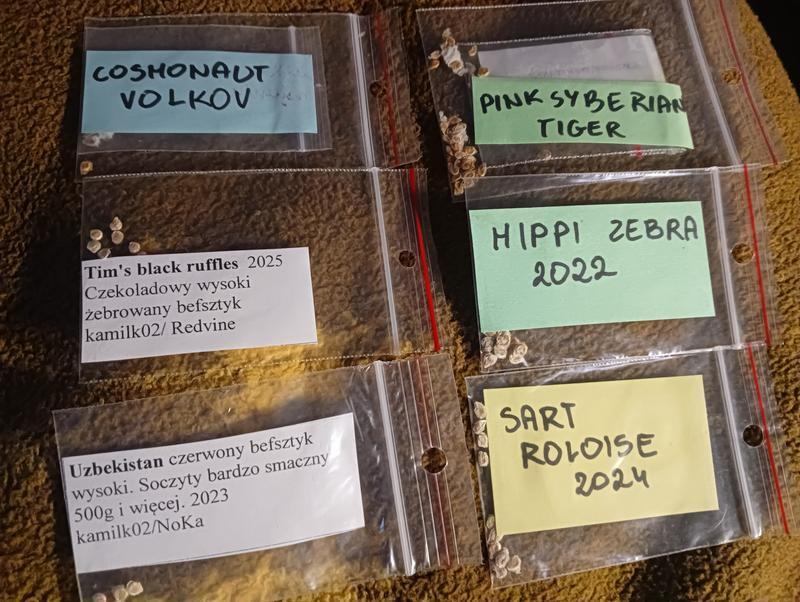 COSMONAUT
VOLKOV
PINK SYBERIAN
TIGER
Tim's black ruffles 2025
Czekoladowy wysoki
żebrowany befsztyk
kamilk02/ Redvine
HIPPI ZEBRA
2022
Uzbekistan czerwony befsztyk
wysoki. Soczyty bardzo smaczny
500g i więcej. 2023
kamilk02/NoKa
SART
ROLOISE
2024